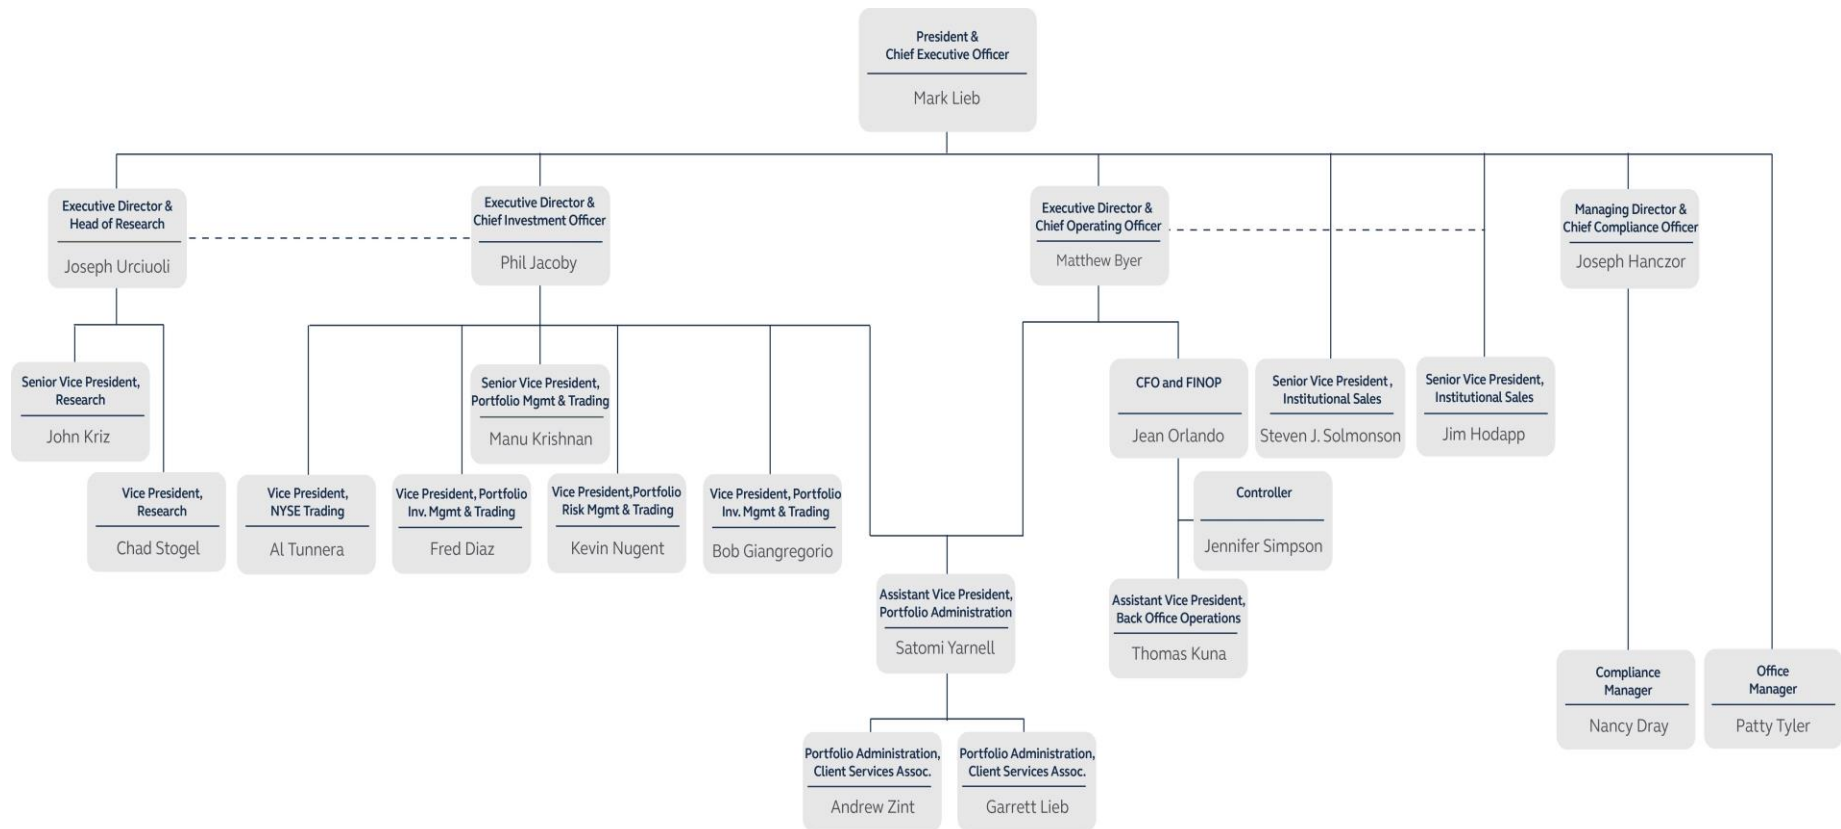 President &
Chief Executive Officer
Mark Lieb
Executive Director &
Head of Research
Joseph Urciuoli
Executive Director &
Chief Investment Officer
Phil Jacoby
Executive Director &
Chief Operating Officer
Matthew Byer
Managing Director &
Chief Compliance Officer
Joseph Hanczor
Senior Vice President,
Research
John Kriz
Senior Vice President,
Portfolio Mgmt & Trading
Manu Krishnan
CFO and FINOP
Jean Orlando
Senior Vice President,
Institutional Sales
Steven J. Solmonson
Senior Vice President,
Institutional Sales
Jim Hodapp
Vice President,
Research
Chad Stogel
Vice President,
NYSE Trading
Al Tunnera
Vice President, Portfolio
Inv. Mgmt & Trading
Fred Diaz
Vice President,Portfolio
Risk Mgmt & Trading
Kevin Nugent
Vice President, Portfolio
Inv. Mgmt & Trading
Bob Giangregorio
Controller
Jennifer Simpson
Assistant Vice President,
Portfolio Administration
Satomi Yarnell
Assistant Vice President,
Back Office Operations
Thomas Kuna
Compliance
Manager
Nancy Dray
Office
Manager
Patty Tyler
Portfolio Administration,
Client Services Assoc.
Andrew Zint
Portfolio Administration,
Client Services Assoc.
Garrett Lieb